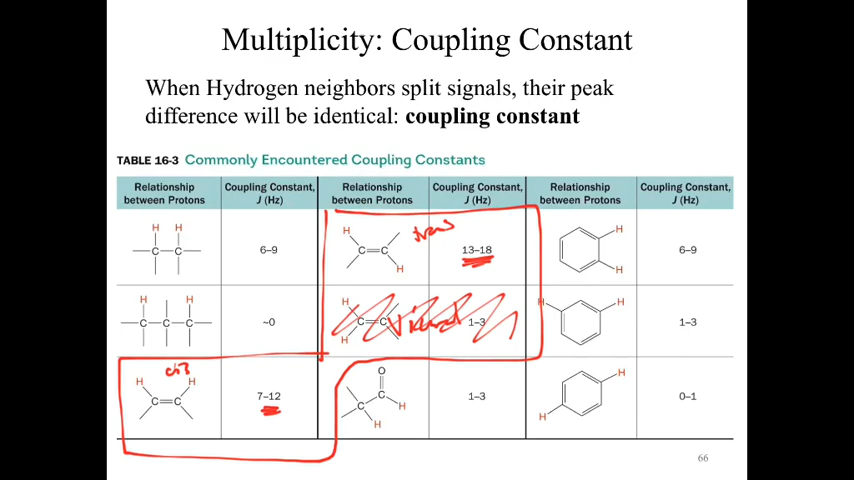 Multiplicity: Coupling Constant
When Hydrogen neighbors split signals, their peak
difference will be identical: coupling constant
TABLE 16-3 Commonly Encountered Coupling Constants
Relationship between Protons
Coupling Constant, J (Hz)
Relationship between Protons
Coupling Constant, J (Hz)
Relationship between Protons
Coupling Constant, J (Hz)
H H
C C
6–9
H
C=C
H
trans
13–18
H
H
6–9
H H
C C C
~0
H
C=C
H
1–3
H
H
1–3
cis
H H
C=C
7–12
O
C
C H
H
1–3
H
H
0–1
66